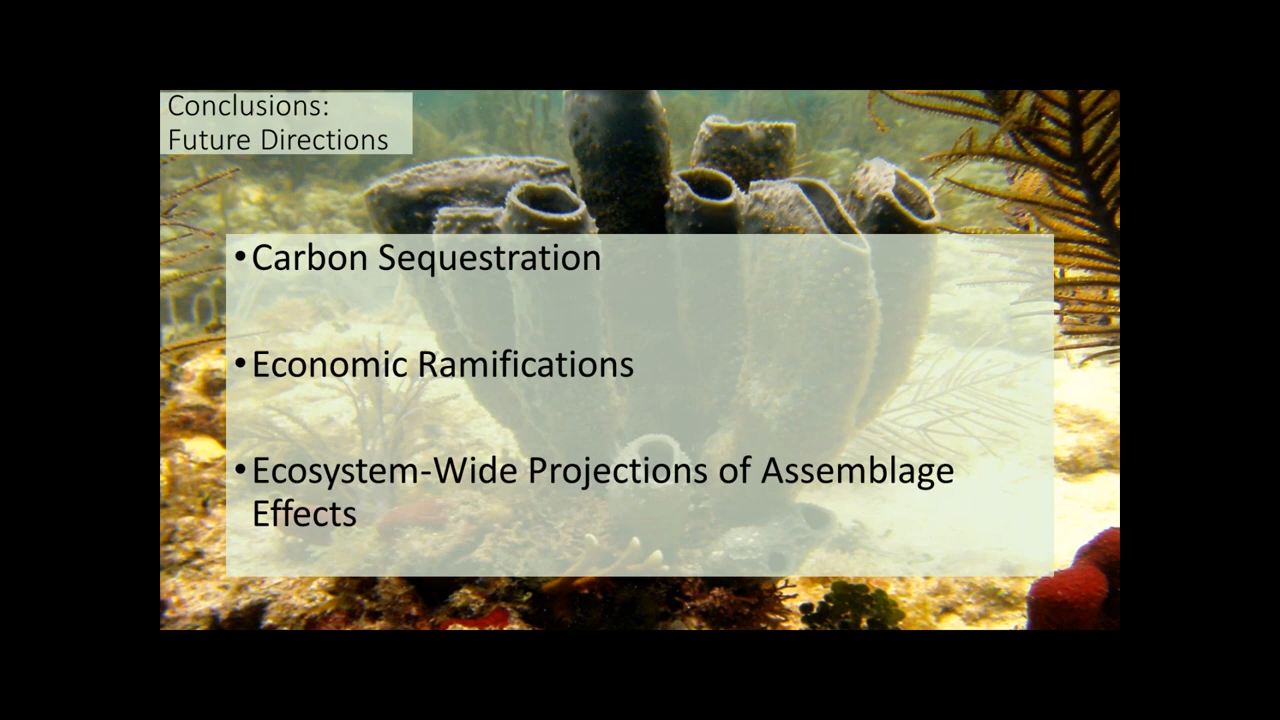 Conclusions:
Future Directions
•Carbon Sequestration
•Economic Ramifications
•Ecosystem-Wide Projections of Assemblage
Effects